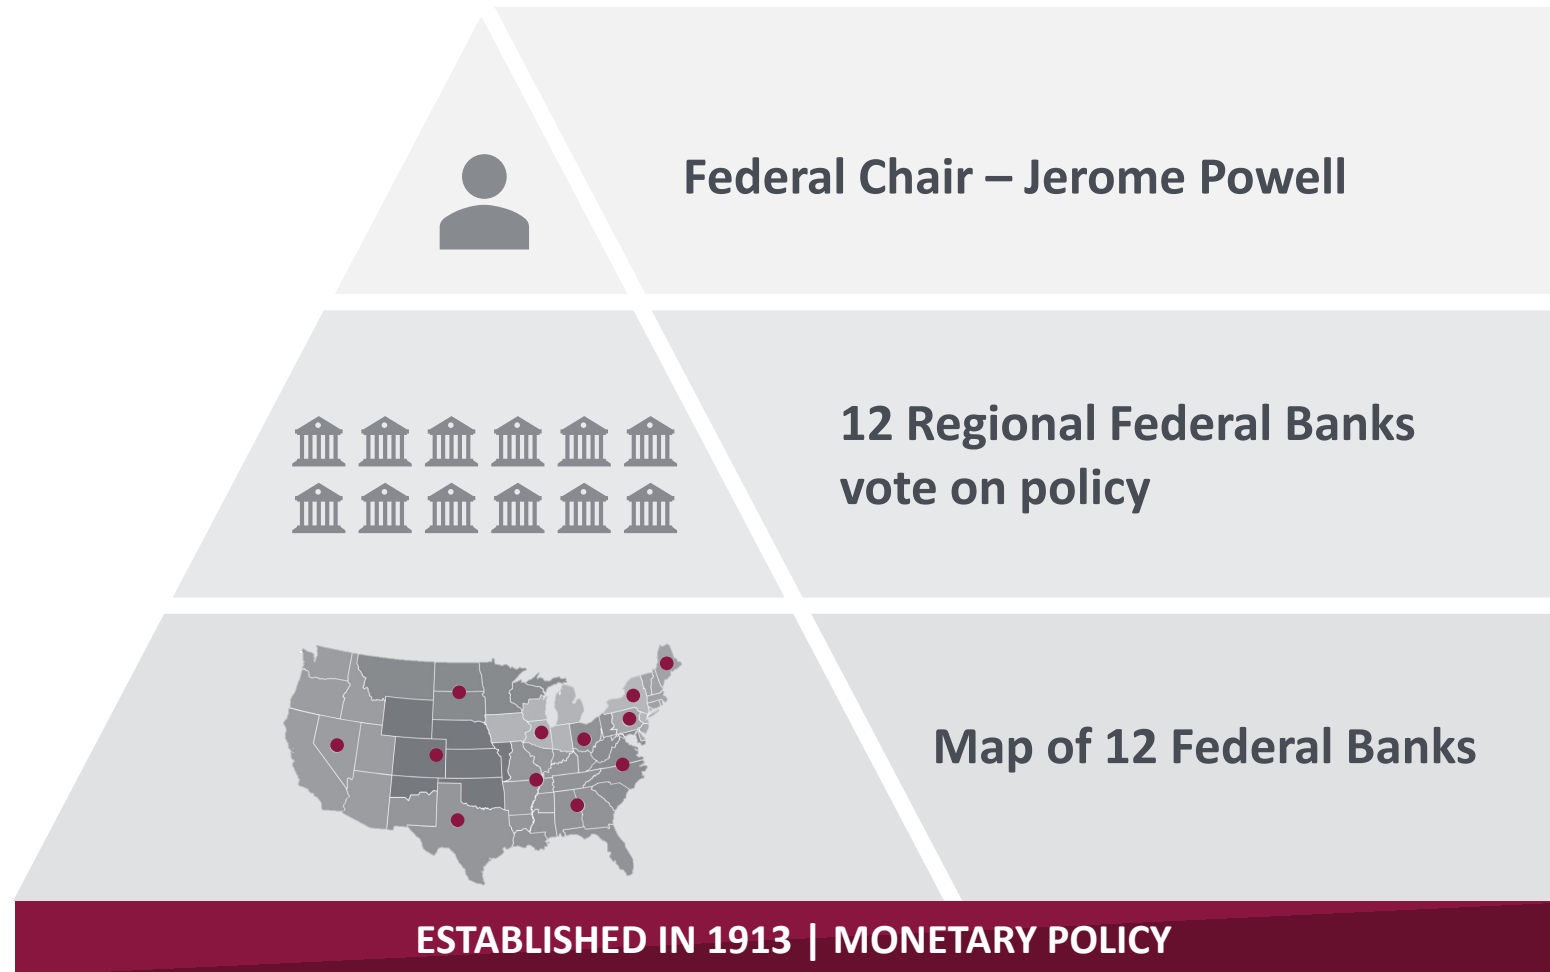 Federal Chair – Jerome Powell
12 Regional Federal Banks
vote on policy
Map of 12 Federal Banks
ESTABLISHED IN 1913 | MONETARY POLICY